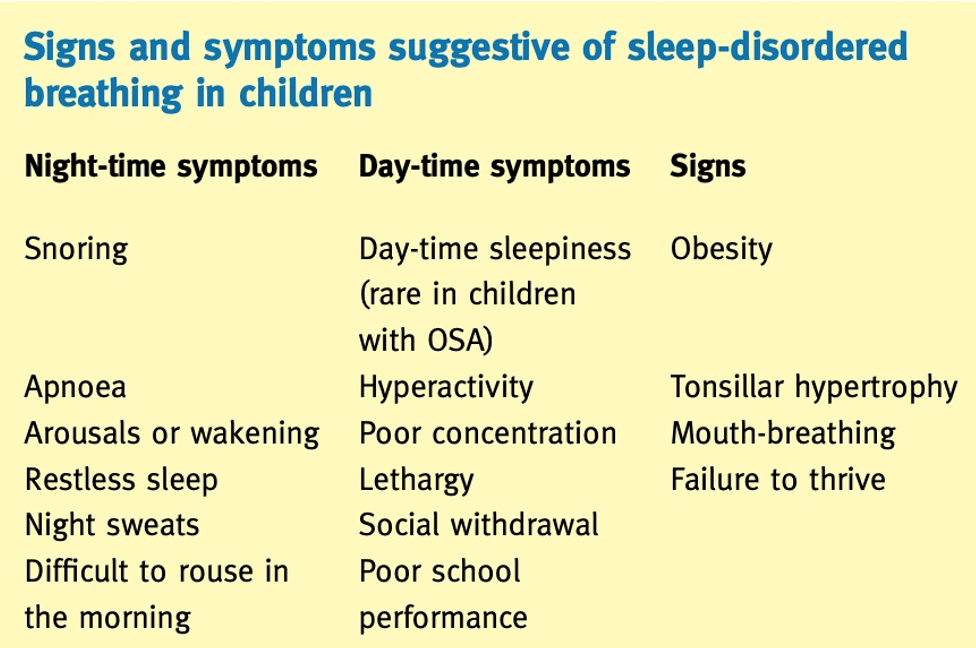 Signs and symptoms suggestive of sleep-disordered
breathing in children
Night-time symptoms Day-time symptoms Signs
Snoring Day-time sleepiness Obesity
(rare in children
with OSA)
Apnoea Hyperactivity Tonsillar hypertrophy
Arousals or wakening Poor concentration Mouth-breathing
Restless sleep Lethargy Failure to thrive
Night sweats Social withdrawal
Difficult to rouse in Poor school
the morning performance